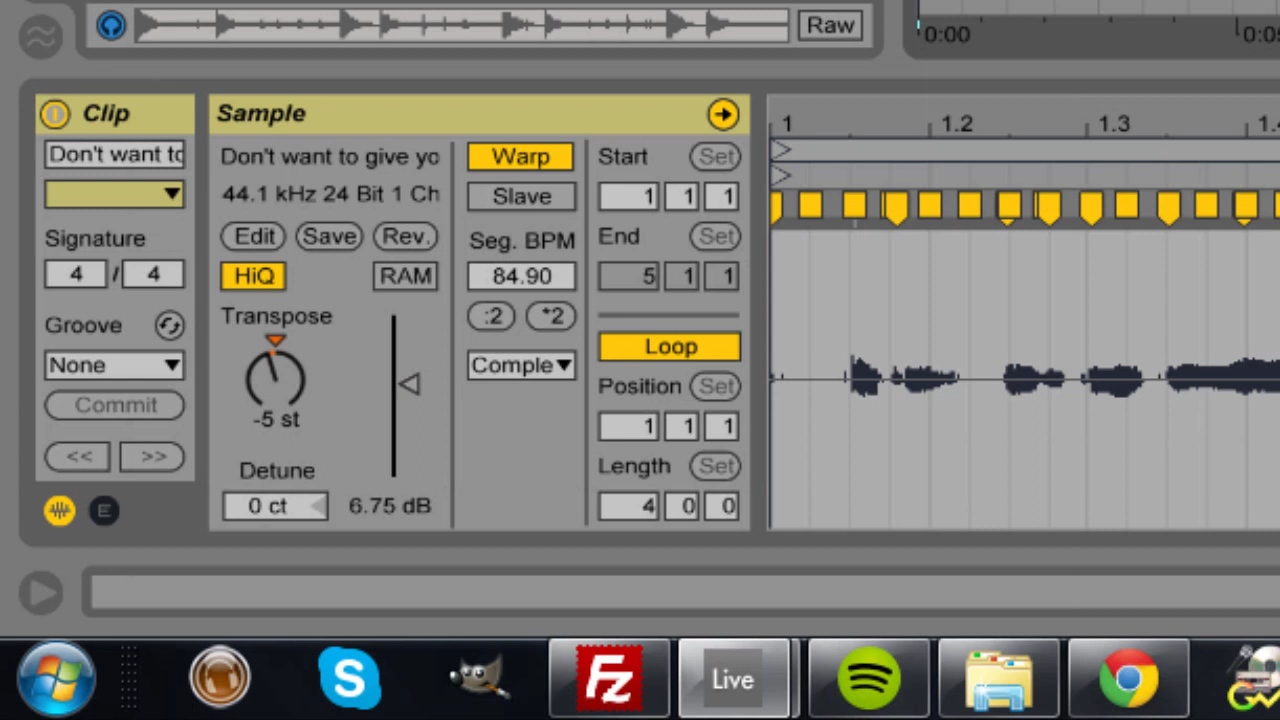 Raw
0:00
Clip
Don't want to
Signature
4 / 4
Groove
None
Commit
<< >>
E
Sample
Don't want to give yo
44.1 kHz 24 Bit 1 Ch
Edit Save Rev.
HiQ RAM
Transpose
-5 st
Detune
0 ct 6.75 dB
Warp
Slave
Seg. BPM
84.90
:2 *2
Comple
Start Set
1 1 1
End Set
5 1 1
Loop
Position Set
1 1 1
Length Set
4 0 0
1 1.2 1.3
S Fz Live